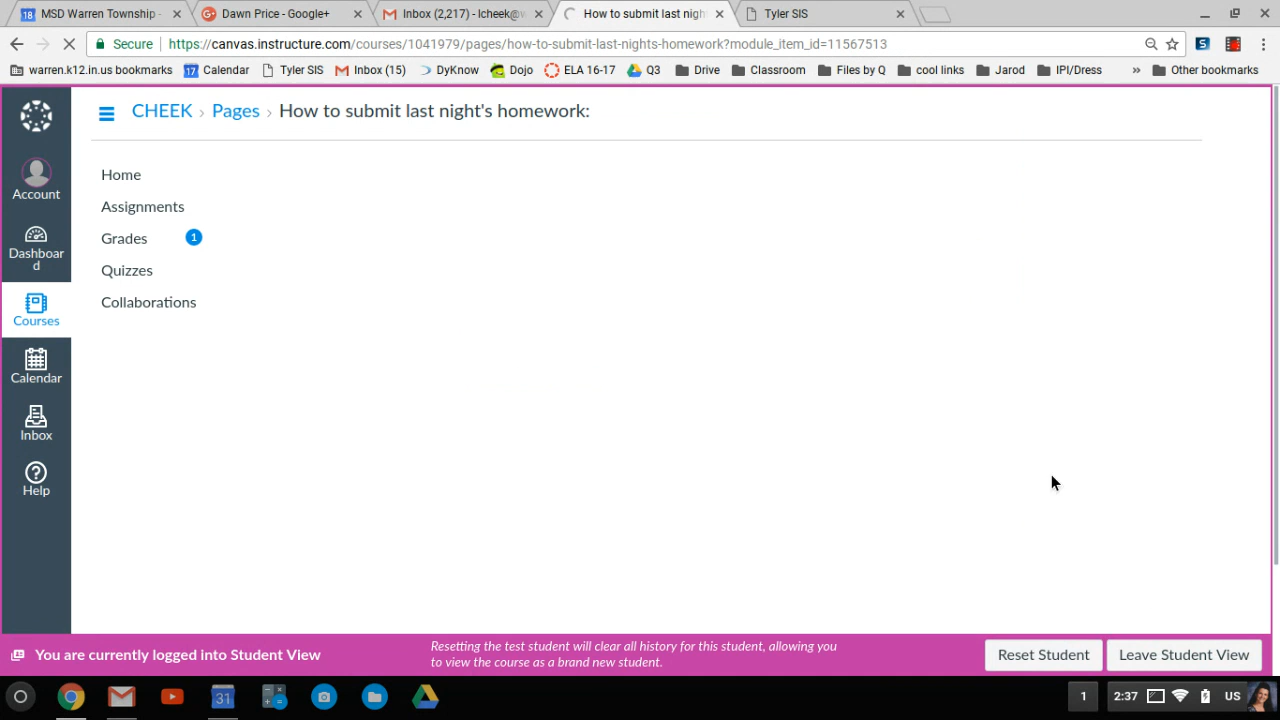 MSD Warren Township -
Dawn Price - Google+
Inbox (2,217) - lcheek@w
How to submit last nigh
Tyler SIS
Secure
https://canvas.instructure.com/courses/1041979/pages/how-to-submit-last-nights-homework?module_item_id=11567513
warren.k12.in.us bookmarks
Calendar
Tyler SIS
Inbox (15)
DyKnow
Dojo
ELA 16-17
Q3
Drive
Classroom
Files by Q
cool links
Jarod
IPI/Dress
»
Other bookmarks
CHEEK › Pages › How to submit last night's homework:
Home
Assignments
Grades 1
Quizzes
Collaborations
Account
Dashboar
d
Courses
Calendar
Inbox
Help
You are currently logged into Student View
Resetting the test student will clear all history for this student, allowing you
to view the course as a brand new student.
Reset Student
Leave Student View
31
1
2:37
US